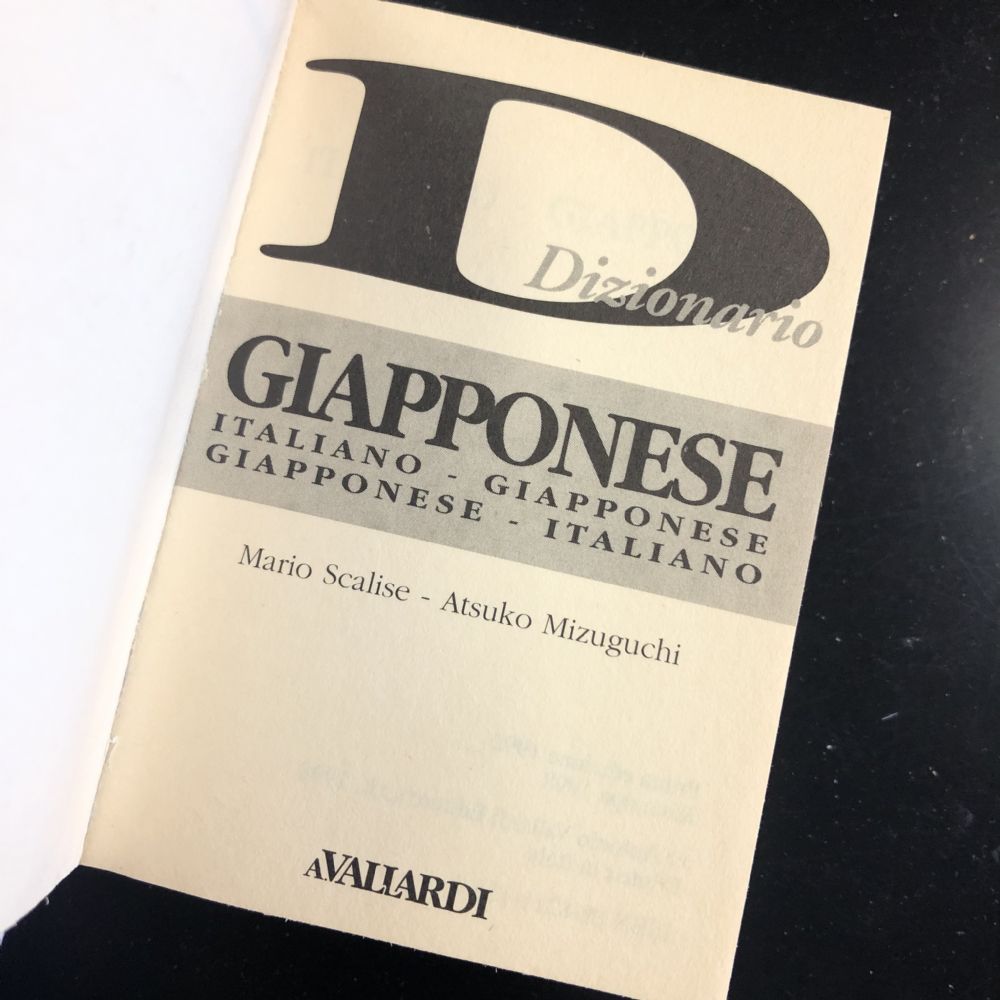 D
Dizionario
GIAPPONESE
ITALIANO - GIAPPONESE
GIAPPONESE - ITALIANO
Mario Scalise - Atsuko Mizuguchi
A.VALLARDI